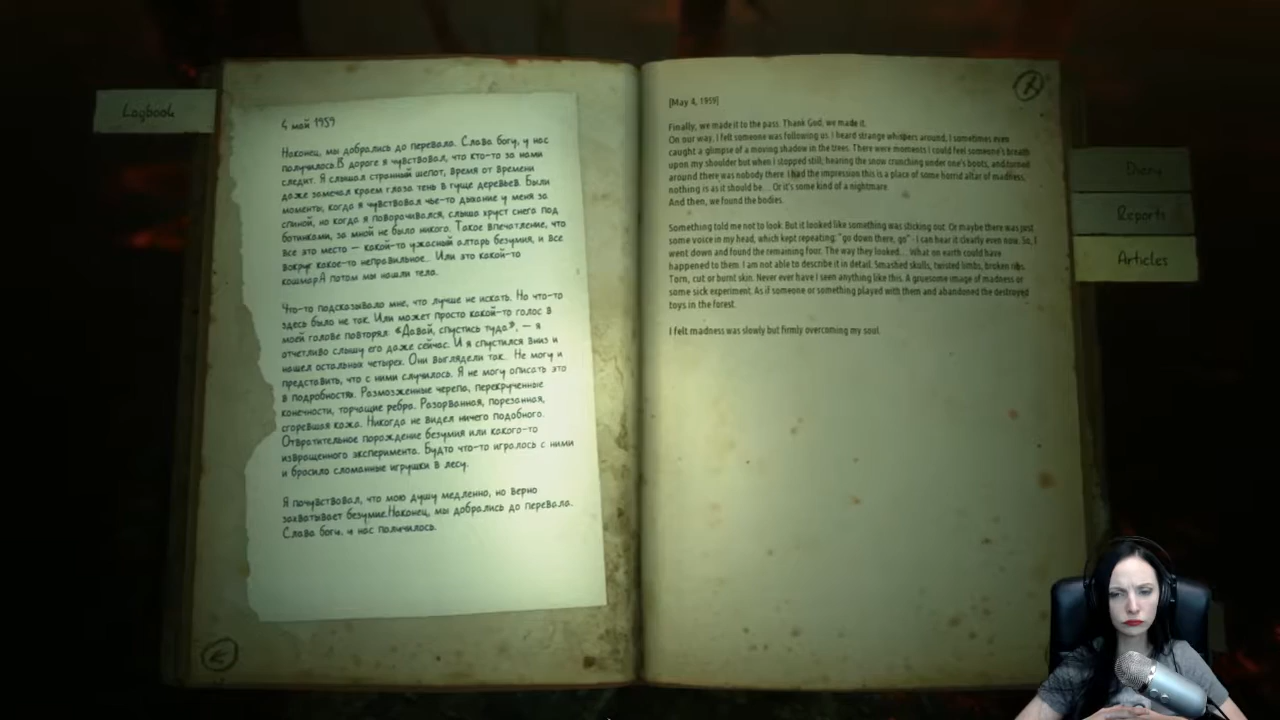 Logbook
4 май 1959
Наконец, мы добрались до перевала. Слава богу, у нас
получилось.В дороге я чувствовал, что кто-то за нами
следит. Я слышал странный шепот, время от времени
даже замечал краем глаза тень в гуще деревьев. Были
моменты, когда я чувствовал чье-то дыхание у меня за
спиной, но когда я поворачивался, слыша хруст снега под
ботинками, за мной не было никого. Такое впечатление, что
все это место – какой-то ужасный алтарь безумия, и все
вокруг какое-то неправильное... Или это какой-то
кошмар.А потом мы нашли тела.
Что-то подсказывало мне, что лучше не искать. Но что-то
здесь было не так. Или может просто какой-то голос в
моей голове повторял: «Давай, спустись туда», – я
отчетливо слышу его даже сейчас. И я спустился вниз и
нашел остальных четырех. Они выглядели так... Не могу и
представить, что с ними случилось. Я не могу описать это
в подробностях. Размозженные черепа, перекрученные
конечности, торчащие ребра. Разорванная, порезанная,
сгоревшая кожа. Никогда не видел ничего подобного.
Отвратительное порождение безумия или какого-то
извращенного эксперимента. Будто что-то игралось с ними
и бросило сломанные игрушки в лесу.
Я почувствовал, что мою душу медленно, но верно
захватывает безумие.Наконец, мы добрались до перевала.
Слава богу, у нас получилось.
[May 4, 1959]
Finally, we made it to the pass. Thank God, we made it.
On our way, I felt someone was following us. I heard strange whispers around, I sometimes even
caught a glimpse of a moving shadow in the trees. There were moments I could feel someone's breath
upon my shoulder but when I stopped still, hearing the snow crunching under one's boots, and turned
around there was nobody there. I had the impression this is a place of some horrid altar of madness,
nothing is as it should be... Or it's some kind of a nightmare.
And then, we found the bodies.
Something told me not to look. But it looked like something was sticking out. Or maybe there was just
some voice in my head, which kept repeating: "go down there, go" - I can hear it clearly even now. So, I
went down and found the remaining four. The way they looked... What on earth could have
happened to them. I am not able to describe it in detail. Smashed skulls, twisted limbs, broken ribs.
Torn, cut or burnt skin. Never ever have I seen anything like this. A gruesome image of madness or
some sick experiment. As if someone or something played with them and abandoned the destroyed
toys in the forest.
I felt madness was slowly but firmly overcoming my soul.
Diary
Reports
Articles